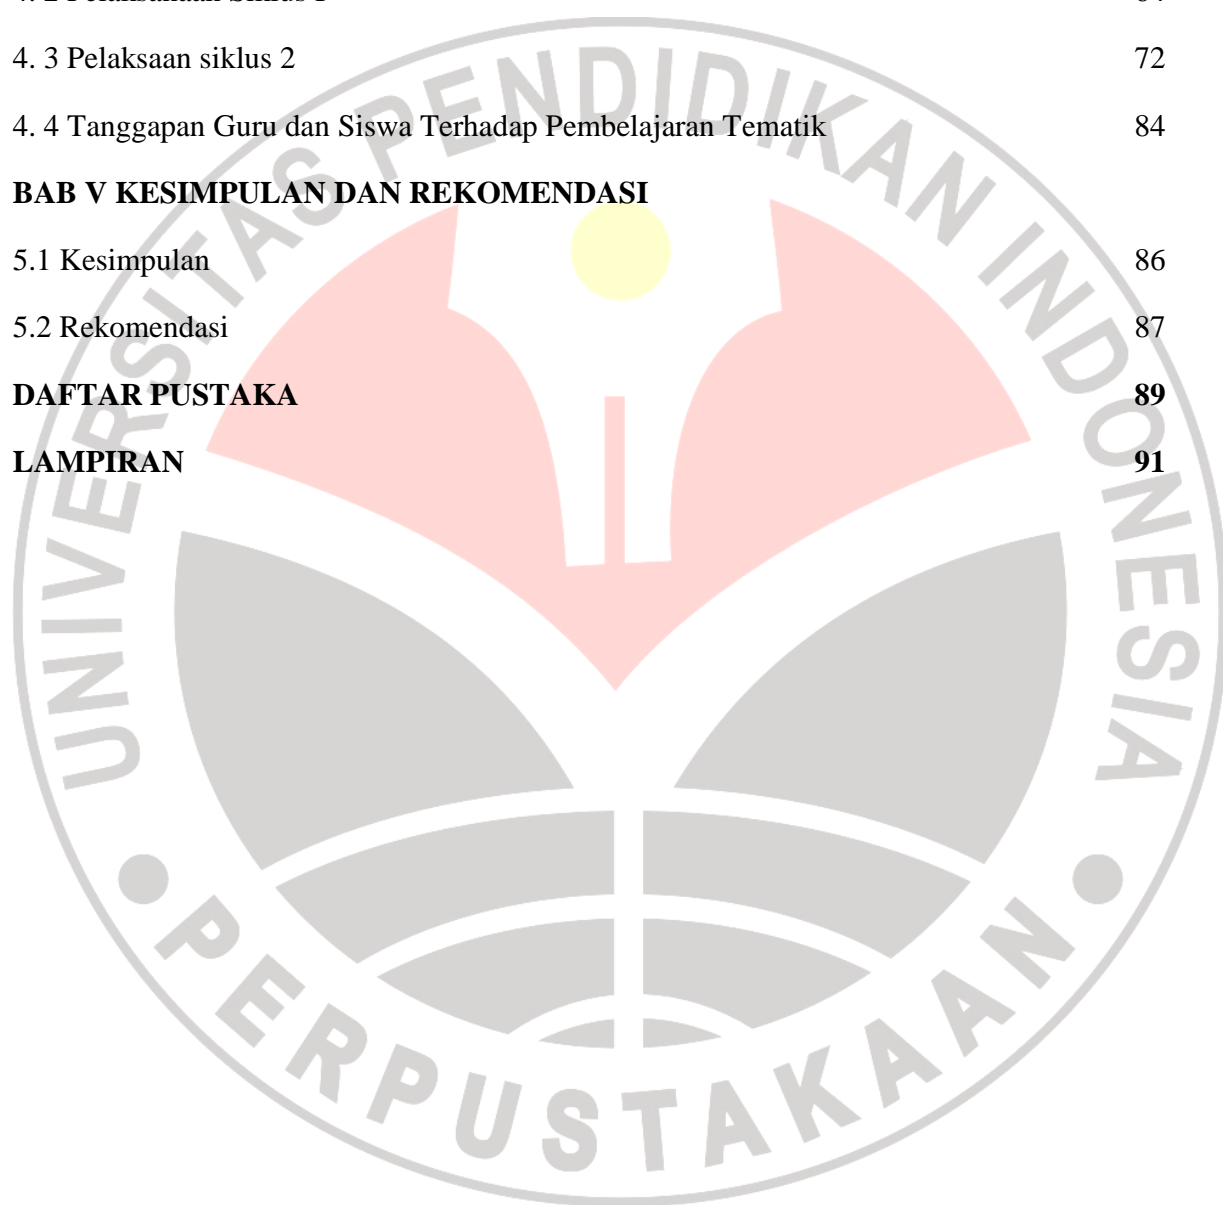 4. 3 Pelaksaan siklus 2 72
4. 4 Tanggapan Guru dan Siswa Terhadap Pembelajaran Tematik 84
BAB V KESIMPULAN DAN REKOMENDASI
5.1 Kesimpulan 86
5.2 Rekomendasi 87
DAFTAR PUSTAKA 89
LAMPIRAN 91
UNIVERSITAS PENDIDIKAN INDONESIA
PERPUSTAKAAN